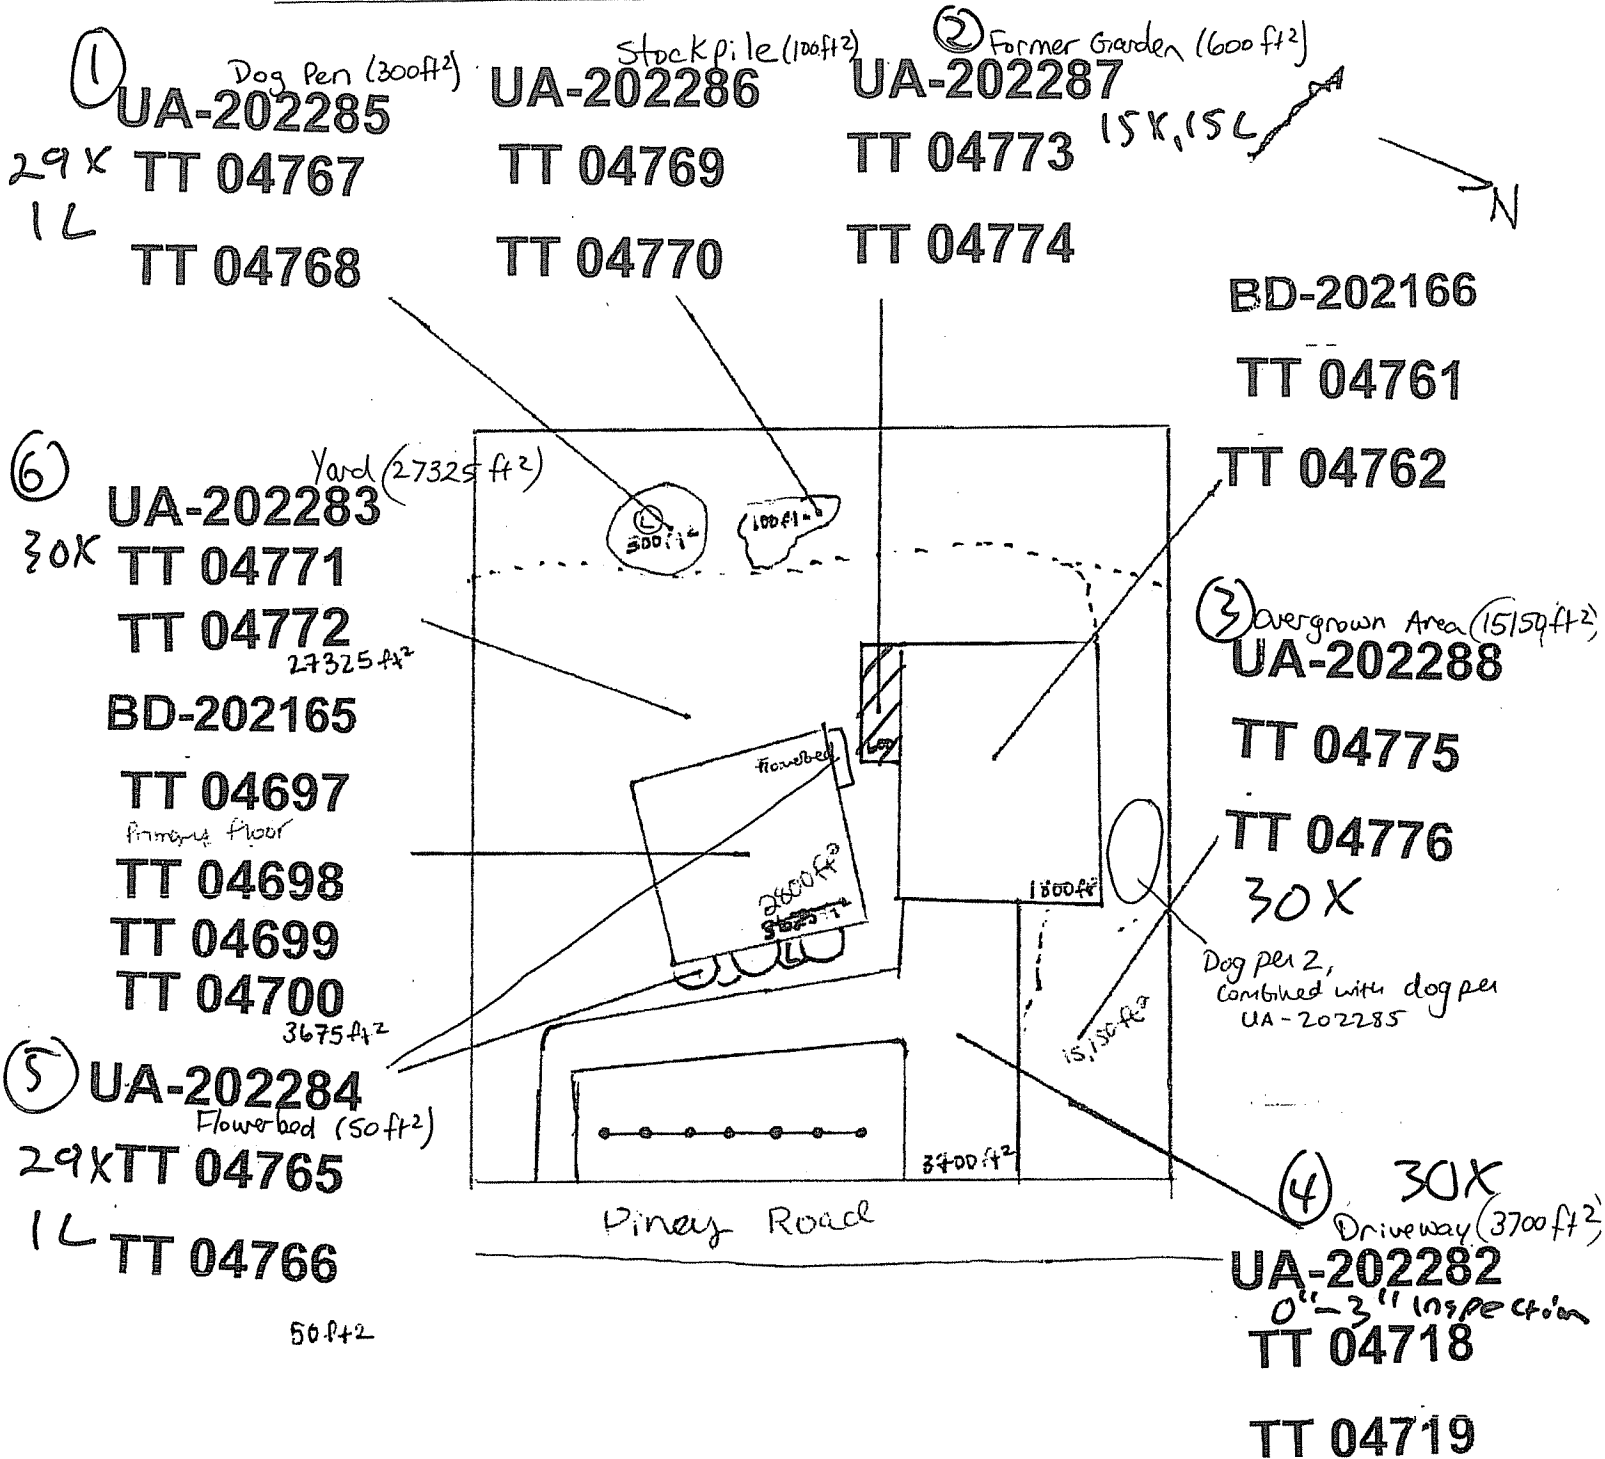 1
Dog Pen (300ft²)
UA-202285
29X TT 04767
1L
TT 04768
Stockpile (100ft²)
UA-202286
TT 04769
TT 04770
2 Former Garden (600ft²)
UA-202287
TT 04773 15X, 15L
TT 04774
N
BD-202166
TT 04761
TT 04762
6
Yard (27325 ft²)
UA-202283
30X TT 04771
TT 04772
27325 ft²
BD-202165
TT 04697
Primary floor
TT 04698
TT 04699
TT 04700
3675 ft²
5 UA-202284
Flowerbed (50ft²)
29X TT 04765
1L TT 04766
50ft2
L
300ft²
100ft²
600
Flowerbed
2800ft²
L
1800ft²
3 Overgrown Area (15150ft²)
UA-202288
TT 04775
TT 04776
30X
Dog pen 2,
combined with dog pen
UA-202285
15,150ft²
3700ft²
Piney Road
4 30X
Driveway (3700ft²)
UA-202282
0"-3" Inspection
TT 04718
TT 04719